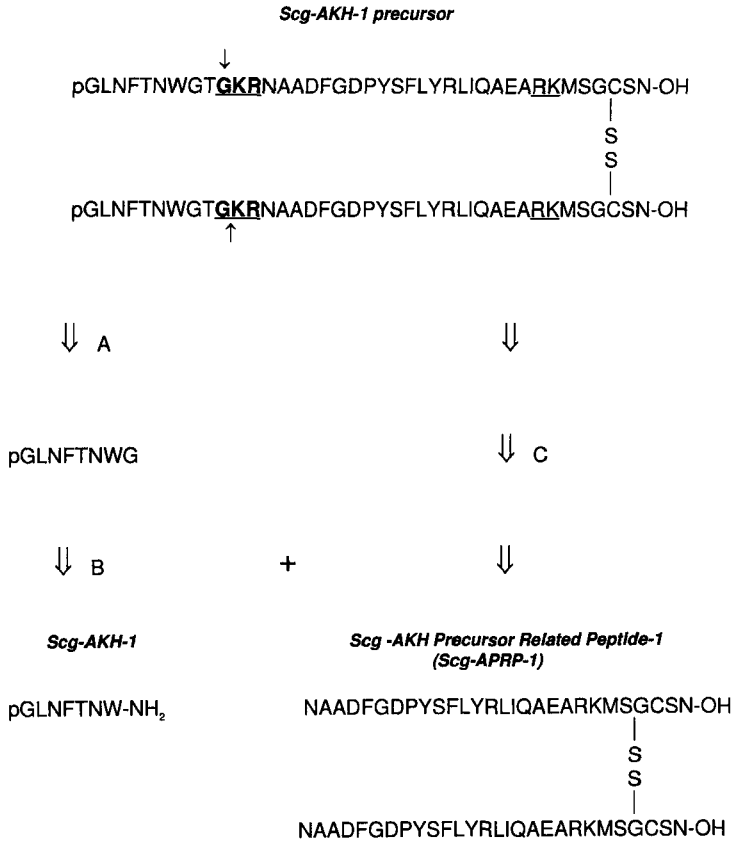 Scg-AKH-1 precursor
↓
pGLNFTNWGTGKRNAADFGDPYSFLYRLIQAEARKMSGCSN-OH
S
S
pGLNFTNWGTGKRNAADFGDPYSFLYRLIQAEARKMSGCSN-OH
↑
⇓ A ⇓
pGLNFTNWG ⇓ C
⇓ B + ⇓
Scg-AKH-1
Scg -AKH Precursor Related Peptide-1
(Scg-APRP-1)
pGLNFTNW-NH₂
NAADFGDPYSFLYRLIQAEARKMSGCSN-OH
S
S
NAADFGDPYSFLYRLIQAEARKMSGCSN-OH